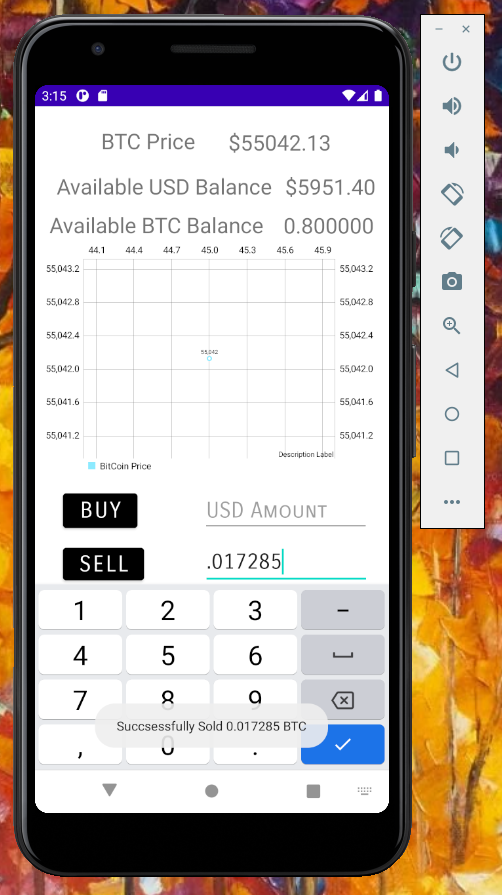 3:15
BTC Price $55042.13
Available USD Balance $5951.40
Available BTC Balance 0.800000
44.1 44.4 44.7 45.0 45.3 45.6 45.9
55,043.2 55,043.2
55,042.8 55,042.8
55,042.4 55,042.4
55,042
55,042.0 55,042.0
55,041.6 55,041.6
55,041.2 55,041.2
Description Label
BitCoin Price
BUY USD Amount
SELL .017285
1 2 3 -
4 5 6
7 8 9
Succsessfully Sold 0.017285 BTC
, 0 .